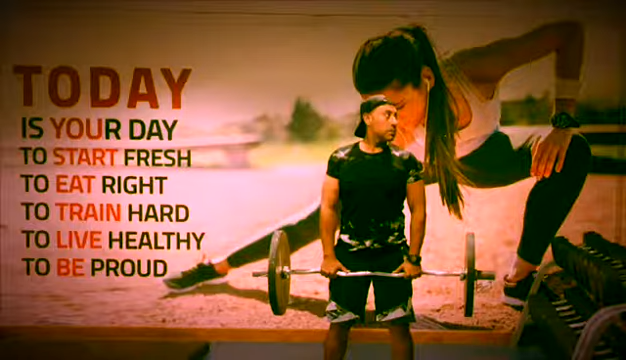 TODAY
IS YOUR DAY
TO START FRESH
TO EAT RIGHT
TO TRAIN HARD
TO LIVE HEALTHY
TO BE PROUD